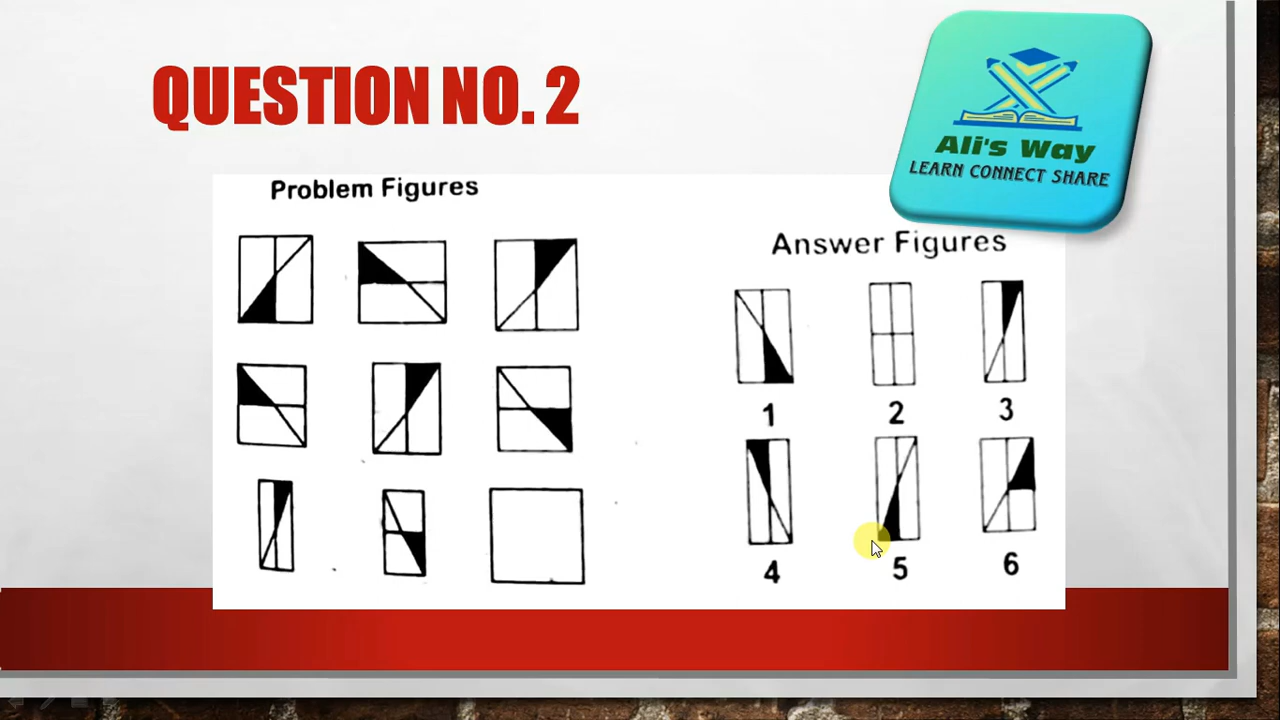 QUESTION NO. 2
Ali's Way
LEARN CONNECT SHARE
Problem Figures
Answer Figures
1
2
3
4
5
6